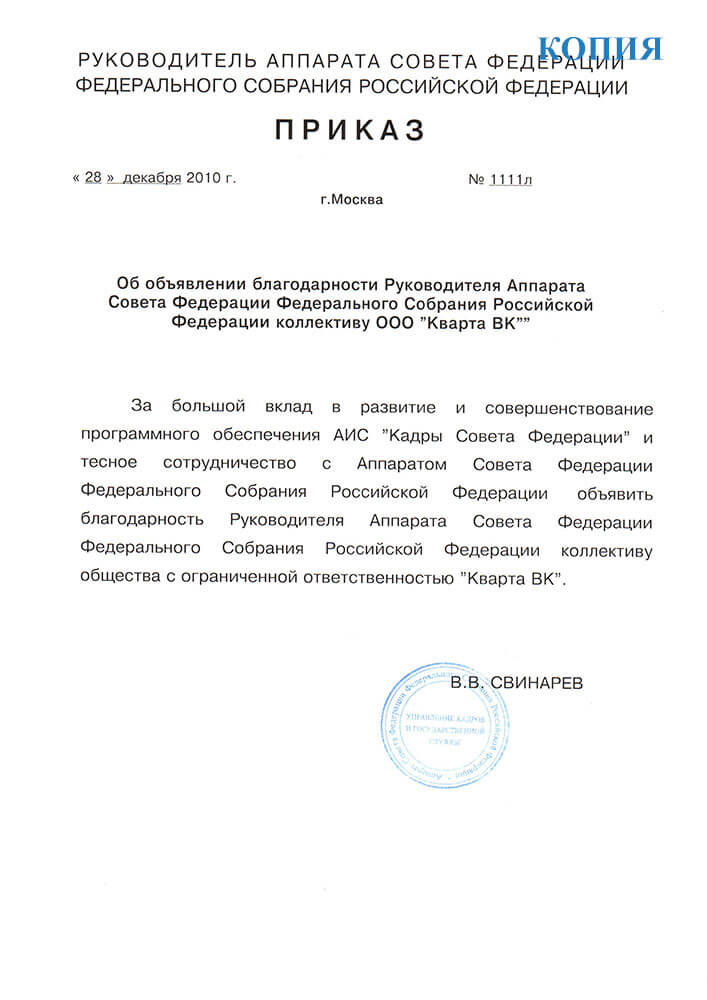 КОПИЯ
РУКОВОДИТЕЛЬ АППАРАТА СОВЕТА ФЕДЕРАЦИИ
ФЕДЕРАЛЬНОГО СОБРАНИЯ РОССИЙСКОЙ ФЕДЕРАЦИИ
ПРИКАЗ
« 28 » декабря 2010 г. № 1111л
г.Москва
Об объявлении благодарности Руководителя Аппарата
Совета Федерации Федерального Собрания Российской
Федерации коллективу ООО ”Кварта ВК””
За большой вклад в развитие и совершенствование
программного обеспечения АИС ”Кадры Совета Федерации” и
тесное сотрудничество с Аппаратом Совета Федерации
Федерального Собрания Российской Федерации объявить
благодарность Руководителя Аппарата Совета Федерации
Федерального Собрания Российской Федерации коллективу
общества с ограниченной ответственностью ”Кварта ВК”.
В.В. СВИНАРЕВ
Аппарат Совета Федерации Федерального Собрания Российской Федерации
УПРАВЛЕНИЕ КАДРОВ
И ГОСУДАРСТВЕННОЙ
СЛУЖБЫ